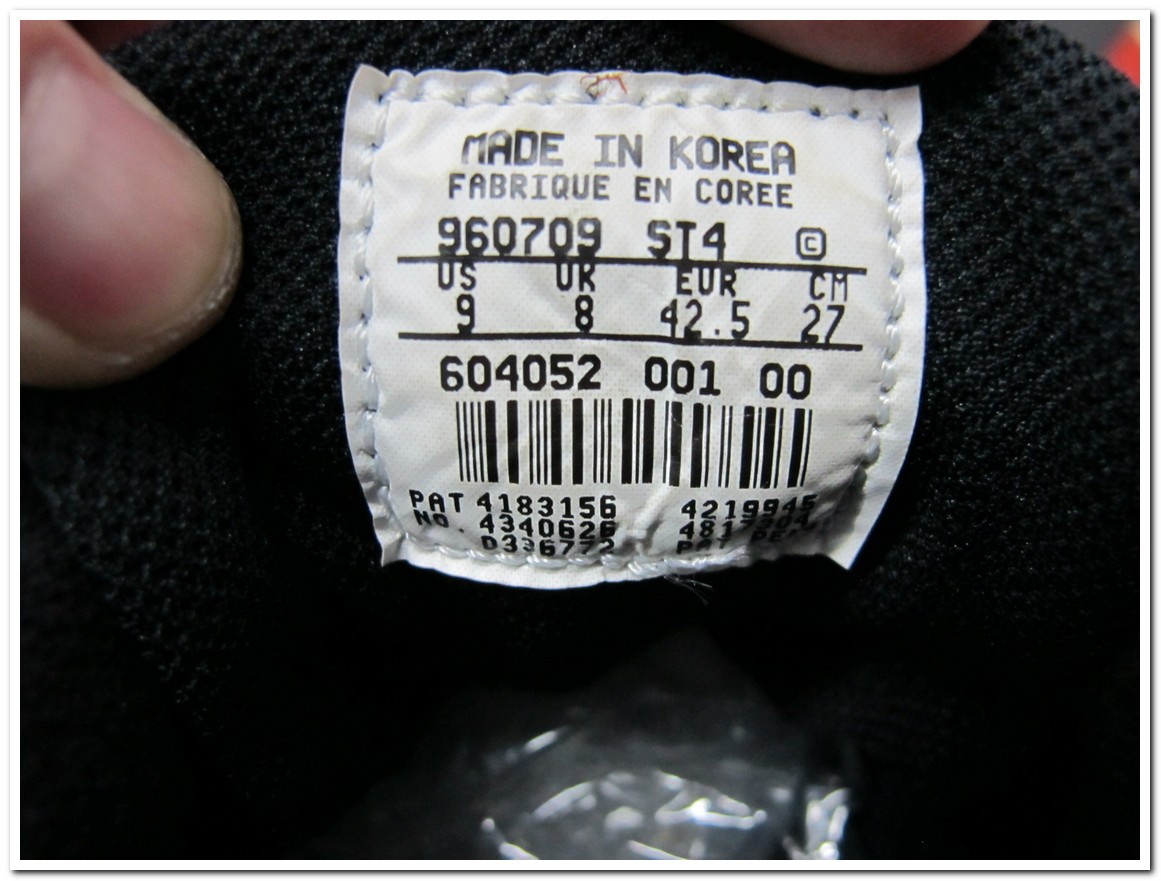 MADE IN KOREA
FABRIQUE EN COREE
960709 ST4 ©
US UK EUR CM
9 8 42.5 27
604052 001 00
PAT 4183156 4219945
NO. 4340626
D336772